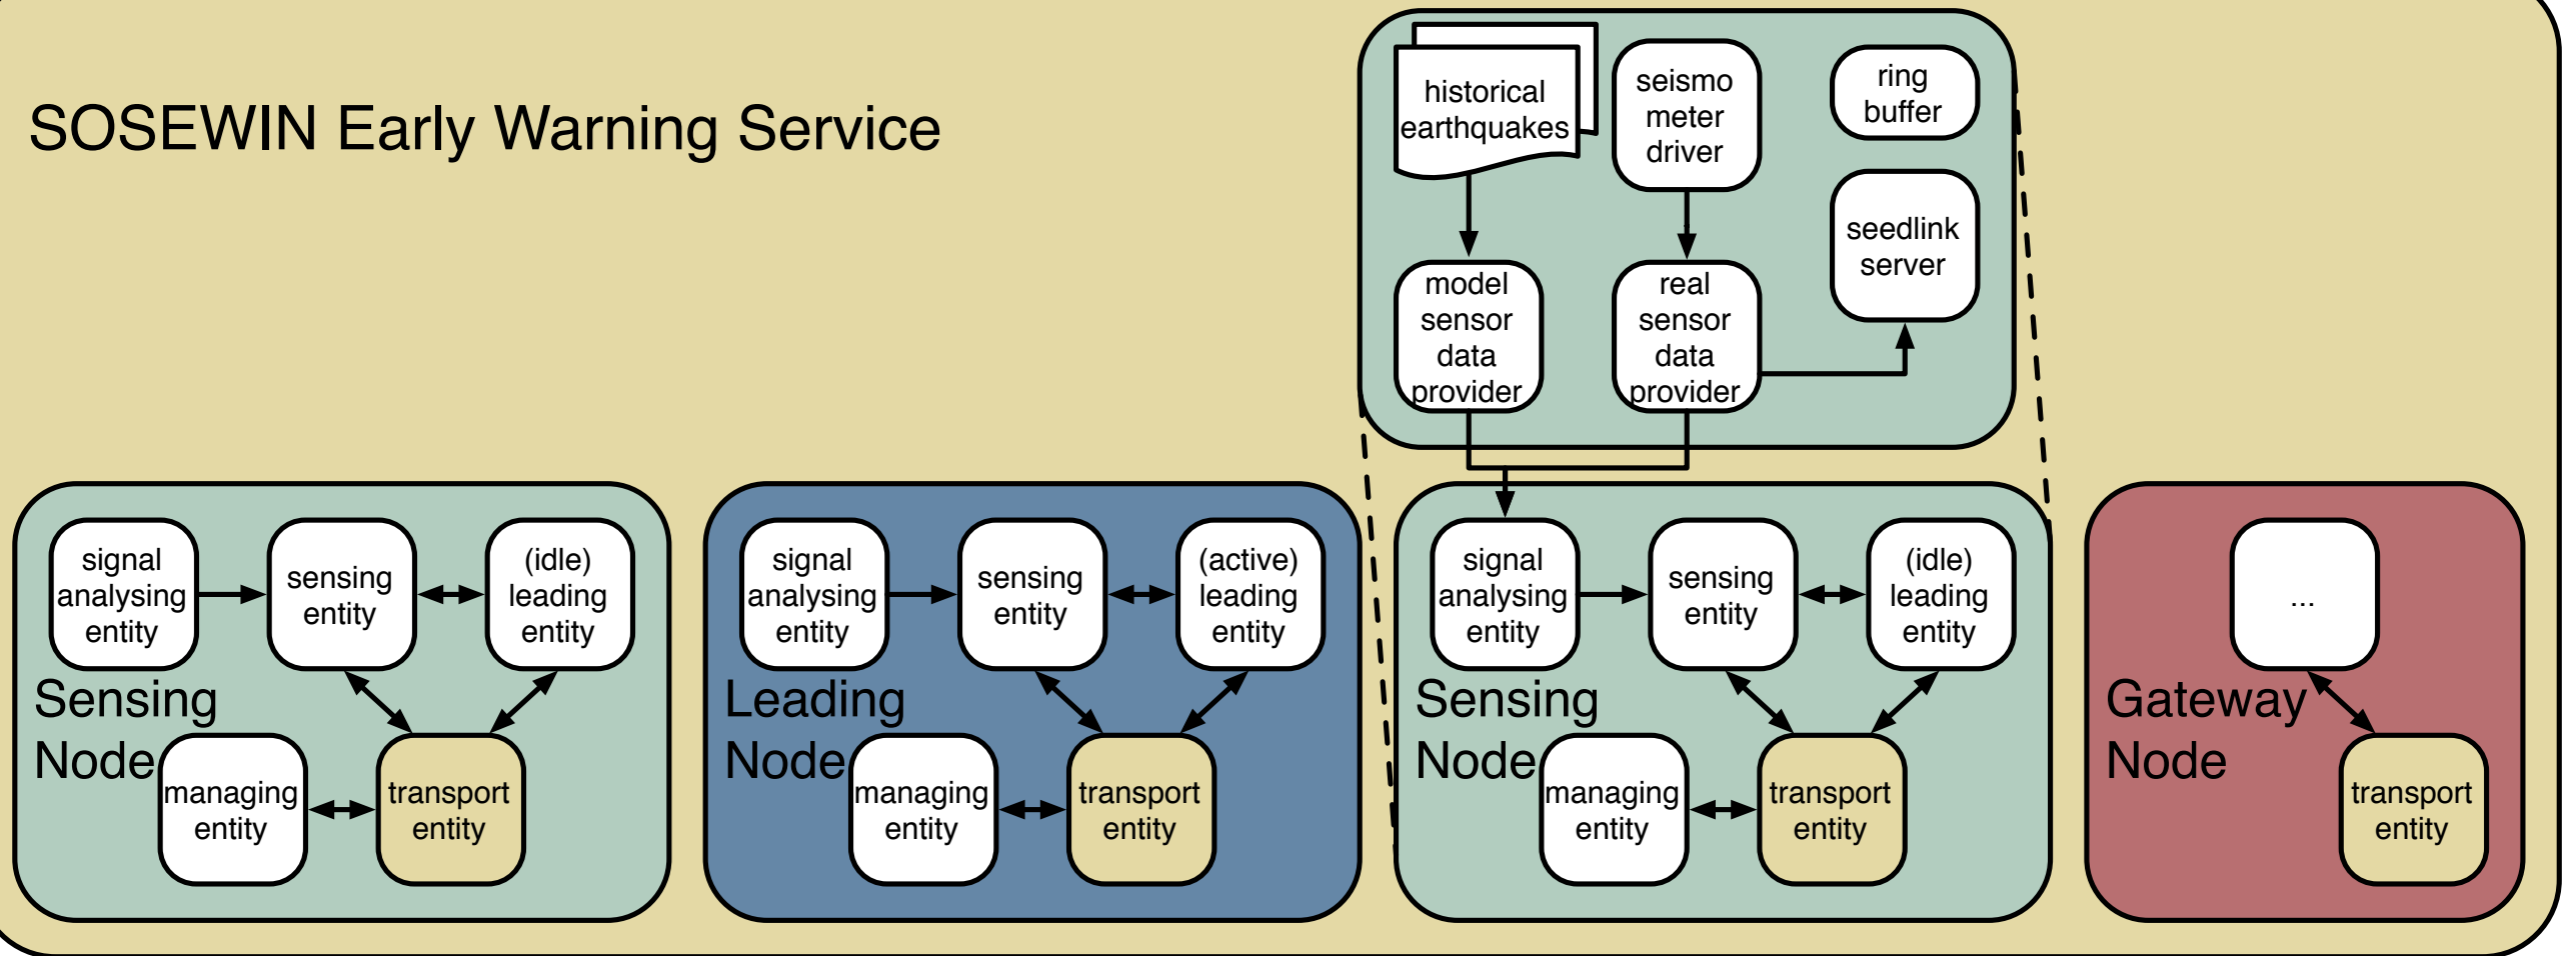 SOSEWIN Early Warning Service
historical
earthquakes
seismo
meter
driver
ring
buffer
seedlink
server
model
sensor
data
provider
real
sensor
data
provider
signal
analysing
entity
sensing
entity
(idle)
leading
entity
Sensing
Node
managing
entity
transport
entity
signal
analysing
entity
sensing
entity
(active)
leading
entity
Leading
Node
managing
entity
transport
entity
signal
analysing
entity
sensing
entity
(idle)
leading
entity
Sensing
Node
managing
entity
transport
entity
...
Gateway
Node
transport
entity